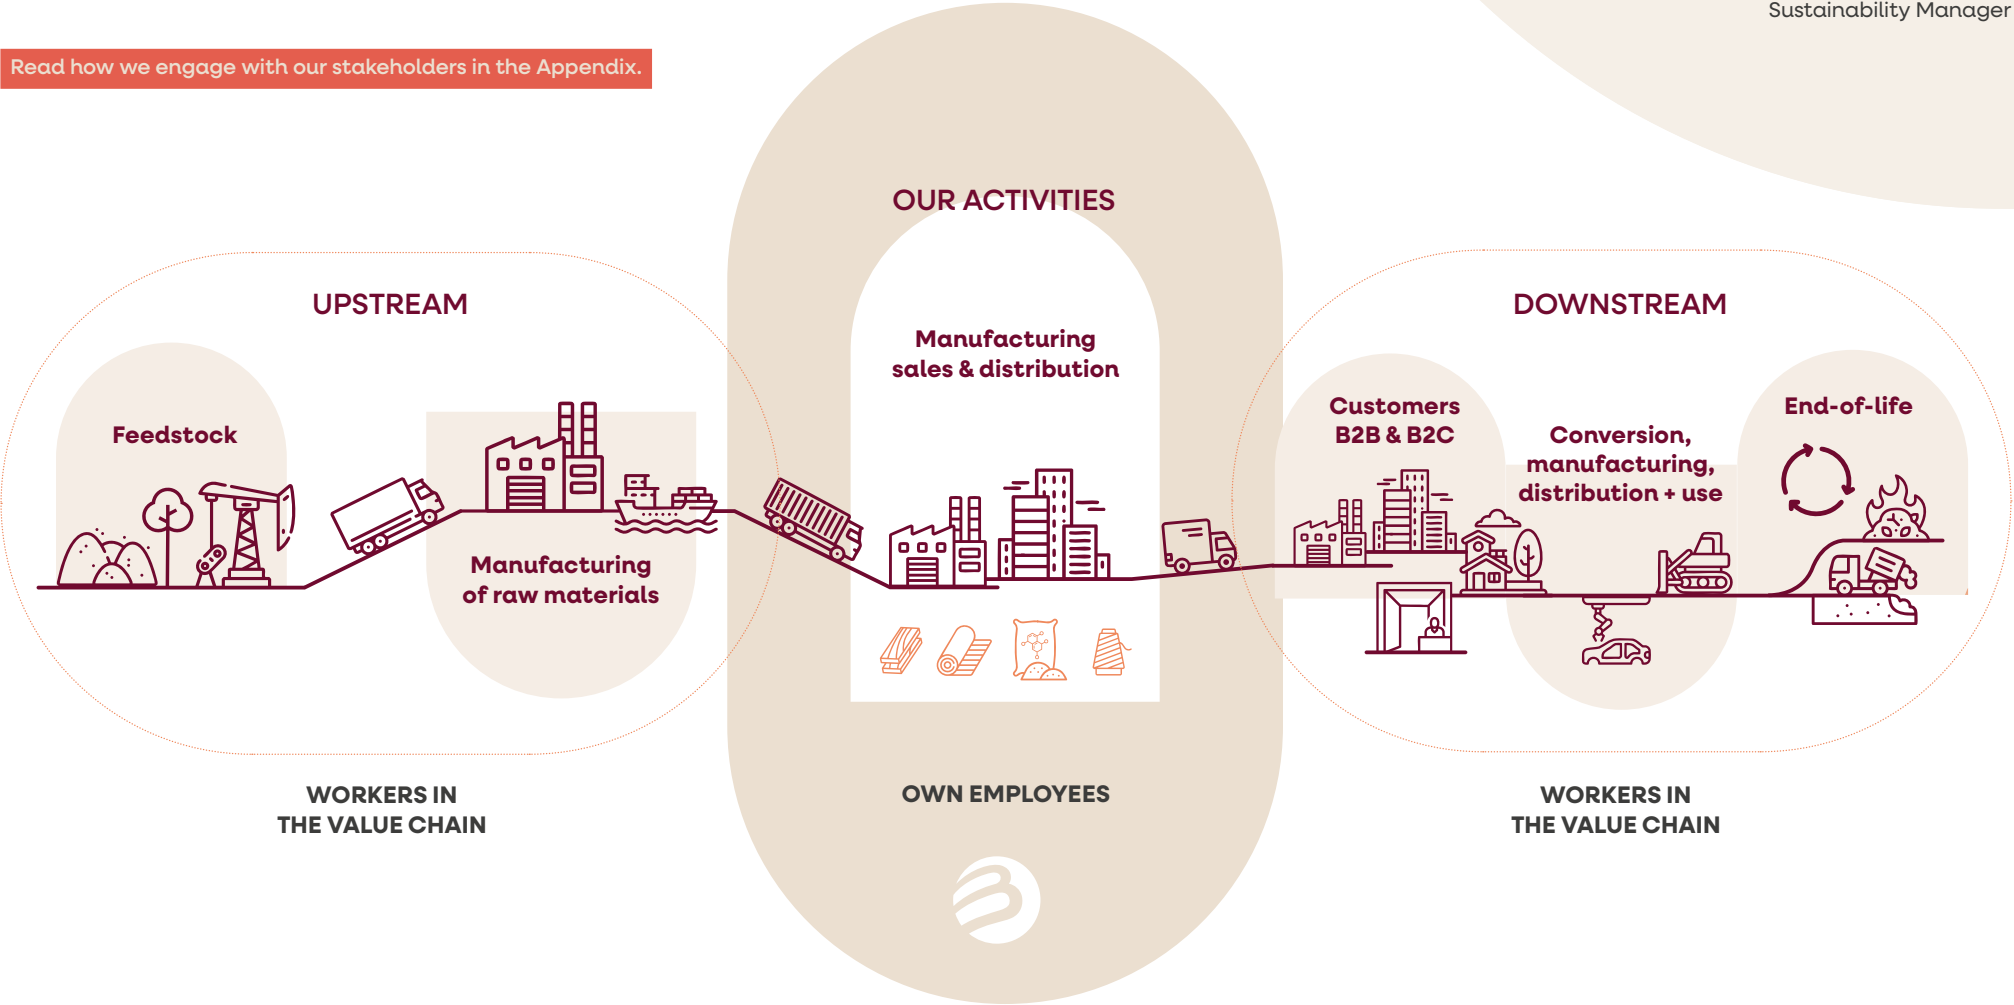 Sustainability Manager
Read how we engage with our stakeholders in the Appendix.
OUR ACTIVITIES
UPSTREAM
DOWNSTREAM
Manufacturing
sales & distribution
Feedstock
Manufacturing
of raw materials
Customers
B2B & B2C
Conversion,
manufacturing,
distribution + use
End-of-life
WORKERS IN
THE VALUE CHAIN
OWN EMPLOYEES
WORKERS IN
THE VALUE CHAIN